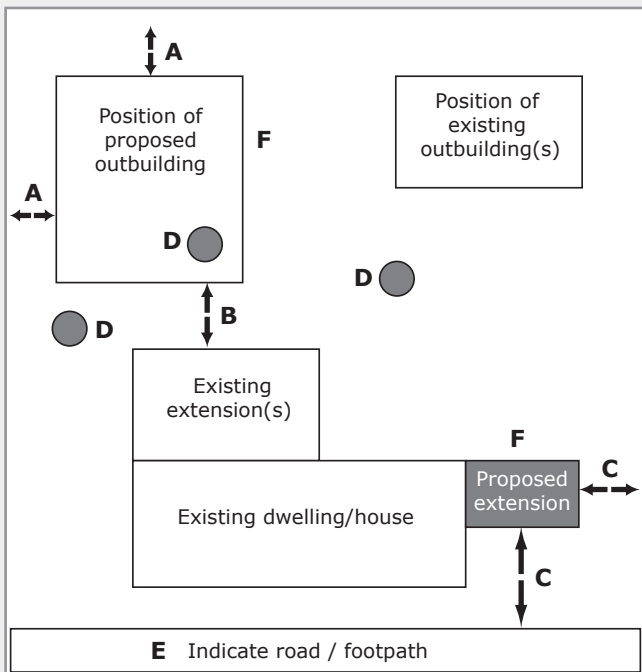 A
Position of
proposed
outbuilding
F
Position of
existing
outbuilding(s)
A
D
D
B
D
Existing
extension(s)
F
Proposed
extension
C
Existing dwelling/house
C
E Indicate road / footpath